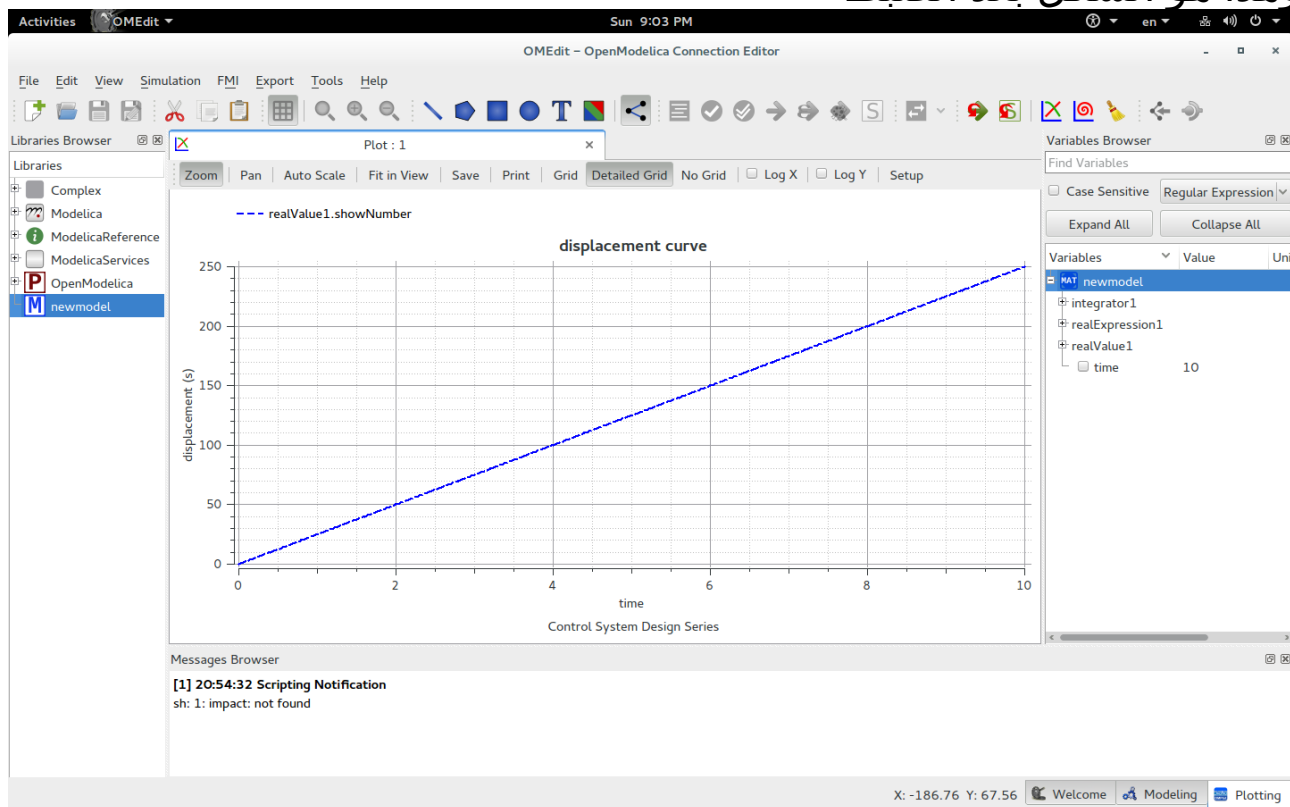 Activities OMEdit Sun 9:03 PM en
OMEdit - OpenModelica Connection Editor
File Edit View Simulation FMI Export Tools Help
Libraries Browser
Libraries
Complex
Modelica
ModelicaReference
ModelicaServices
OpenModelica
newmodel
Plot : 1
Zoom Pan Auto Scale Fit in View Save Print Grid Detailed Grid No Grid Log X Log Y Setup
realValue1.showNumber
displacement curve
displacement (s)
250
200
150
100
50
0
0 2 4 6 8 10
time
Control System Design Series
Variables Browser
Find Variables
Case Sensitive Regular Expression
Expand All Collapse All
Variables Value Uni
MAT newmodel
integrator1
realExpression1
realValue1
time 10
Messages Browser
[1] 20:54:32 Scripting Notification
sh: 1: impact: not found
X: -186.76 Y: 67.56 Welcome Modeling Plotting